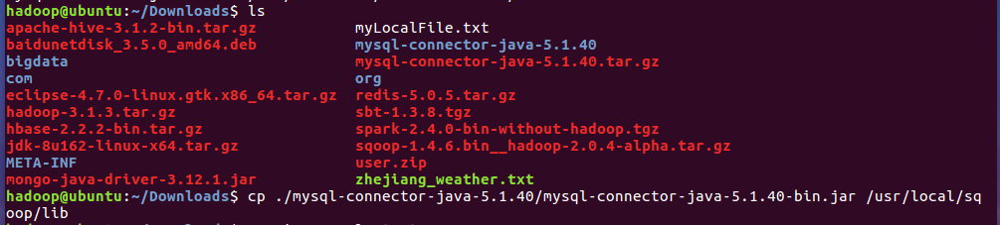 hadoop@ubuntu:~/Downloads$ ls
apache-hive-3.1.2-bin.tar.gz myLocalFile.txt
baidunetdisk_3.5.0_amd64.deb mysql-connector-java-5.1.40
bigdata mysql-connector-java-5.1.40.tar.gz
com org
eclipse-4.7.0-linux.gtk.x86_64.tar.gz redis-5.0.5.tar.gz
hadoop-3.1.3.tar.gz sbt-1.3.8.tgz
hbase-2.2.2-bin.tar.gz spark-2.4.0-bin-without-hadoop.tgz
jdk-8u162-linux-x64.tar.gz sqoop-1.4.6.bin__hadoop-2.0.4-alpha.tar.gz
META-INF user.zip
mongo-java-driver-3.12.1.jar zhejiang_weather.txt
hadoop@ubuntu:~/Downloads$ cp ./mysql-connector-java-5.1.40/mysql-connector-java-5.1.40-bin.jar /usr/local/sq
oop/lib